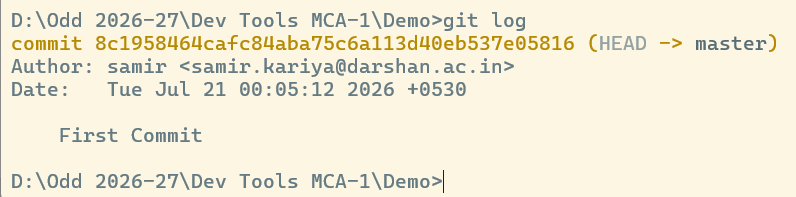 D:\Odd 2026-27\Dev Tools MCA-1\Demo>git log
commit 8c1958464cafc84aba75c6a113d40eb537e05816 (HEAD -> master)
Author: samir <samir.kariya@darshan.ac.in>
Date:   Tue Jul 21 00:05:12 2026 +0530
    First Commit
D:\Odd 2026-27\Dev Tools MCA-1\Demo>